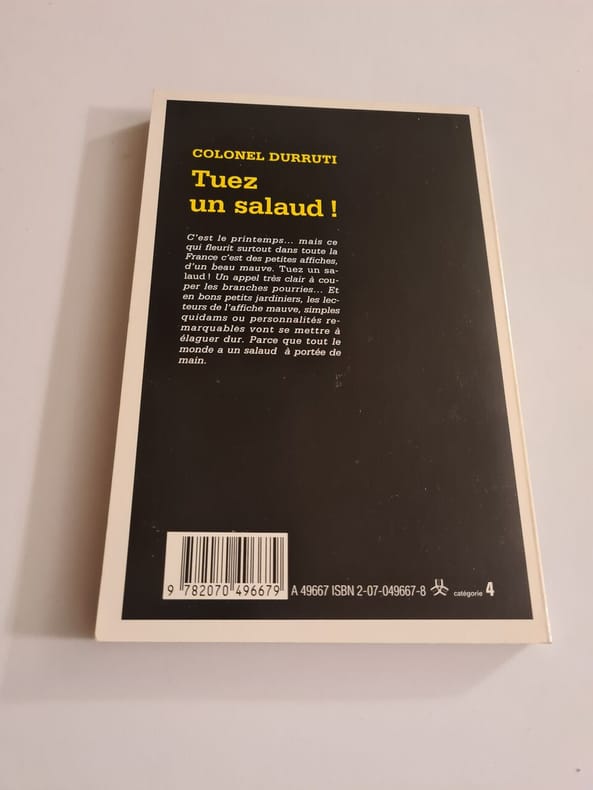 COLONEL DURRUTI
Tuez
un salaud !
C'est le printemps... mais ce
qui fleurit surtout dans toute la
France c'est des petites affiches,
d'un beau mauve. Tuez un sa-
laud ! Un appel très clair à cou-
per les branches pourries... Et
en bons petits jardiniers, les lec-
teurs de l'affiche mauve, simples
quidams ou personnalités re-
marquables vont se mettre à
élaguer dur. Parce que tout le
monde a un salaud à portée de
main.
9 782070 496679 A 49667 ISBN 2-07-049667-8 catégorie 4